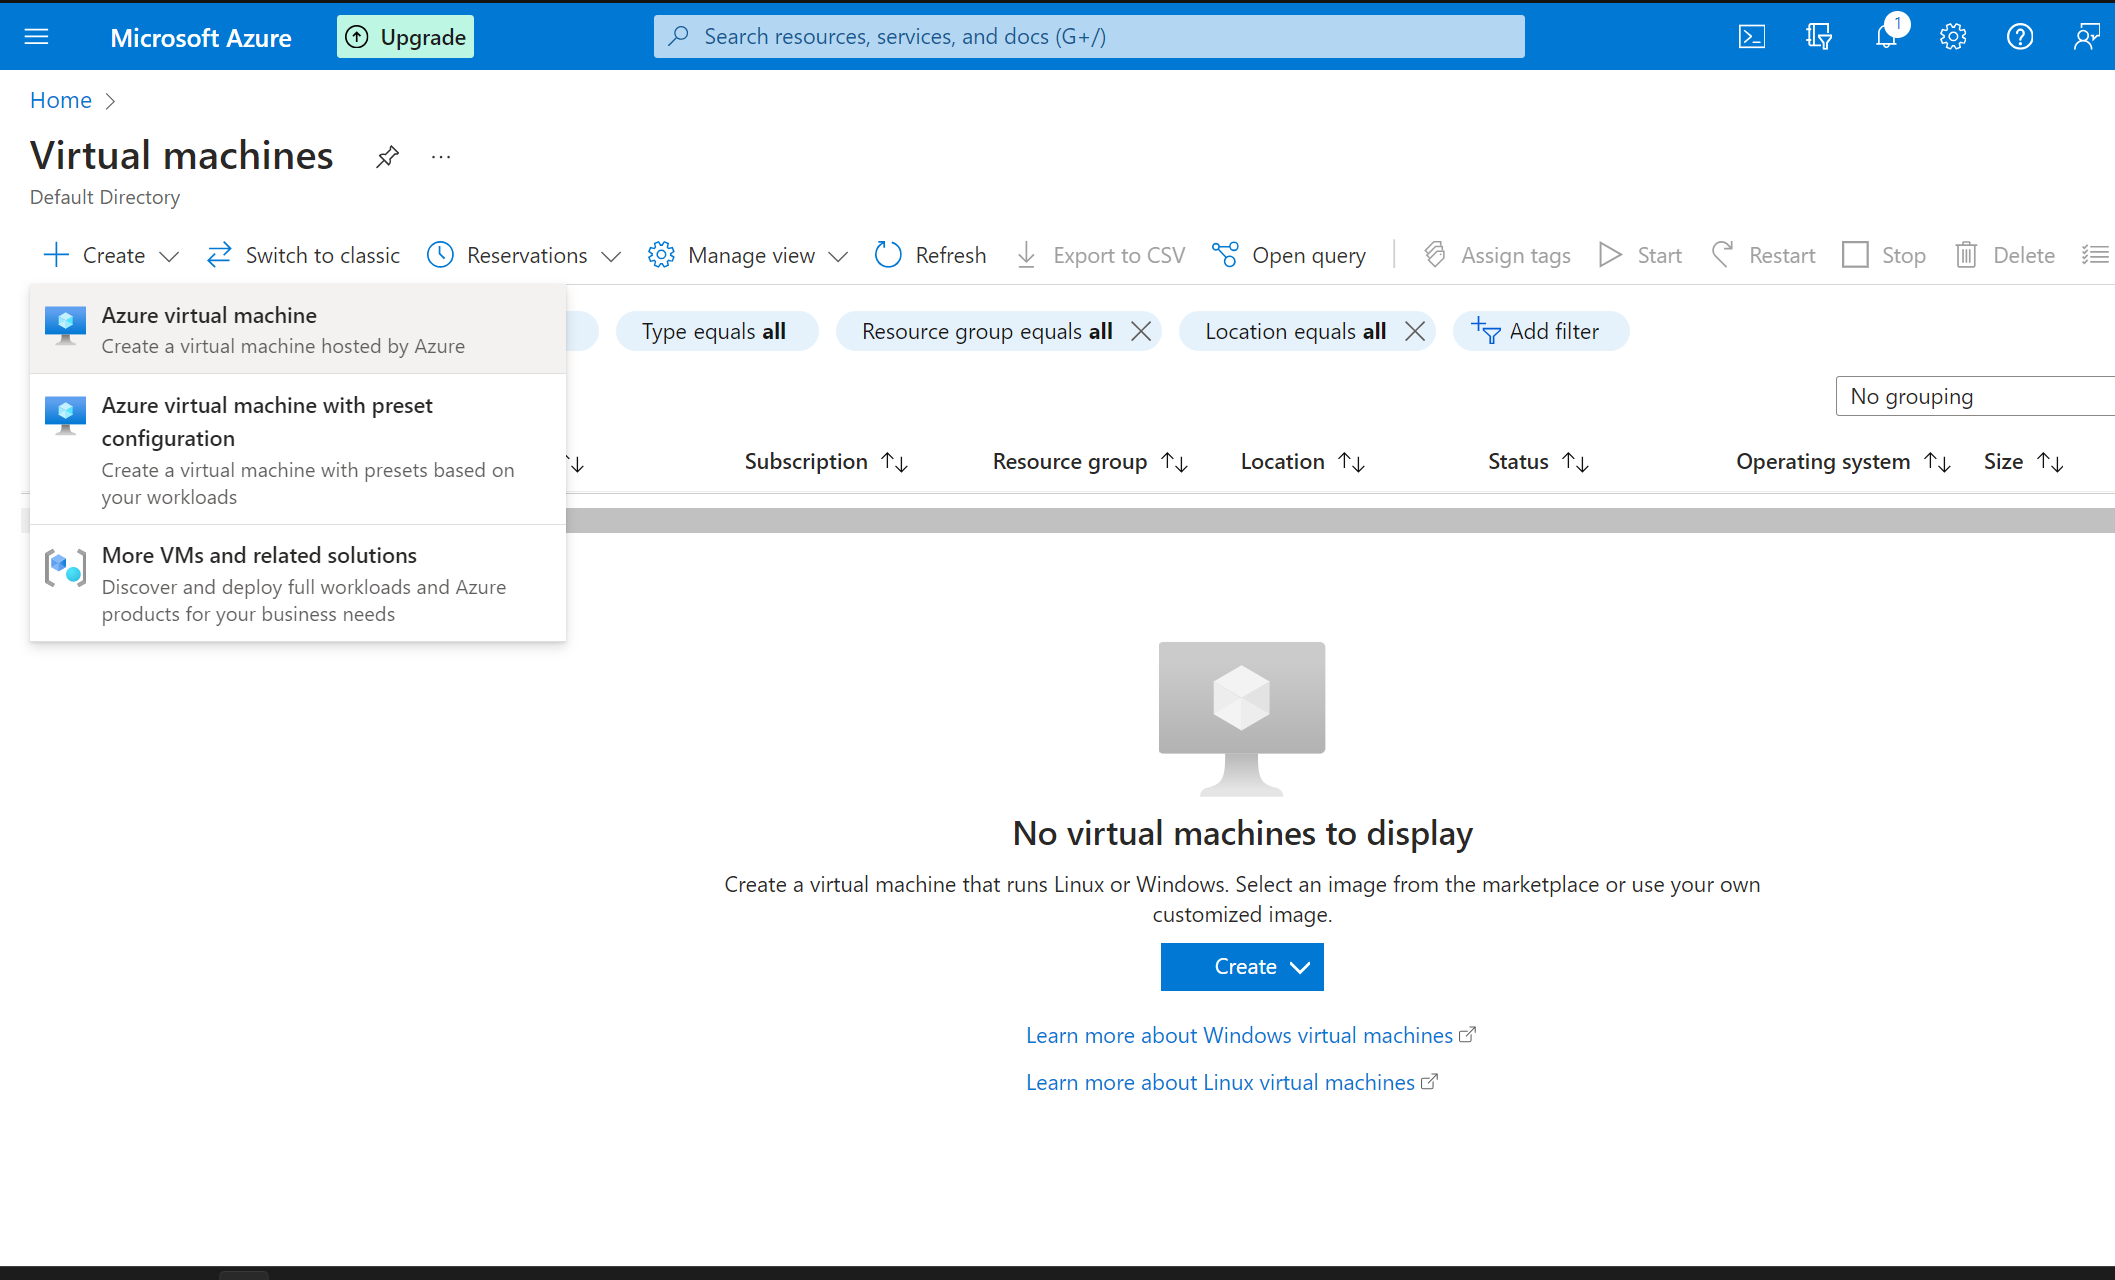 Microsoft Azure
Upgrade
Search resources, services, and docs (G+/)
1
Home
Virtual machines
Default Directory
Create
Switch to classic
Reservations
Manage view
Refresh
Export to CSV
Open query
Assign tags
Start
Restart
Stop
Delete
Azure virtual machine
Create a virtual machine hosted by Azure
Azure virtual machine with preset
configuration
Create a virtual machine with presets based on
your workloads
More VMs and related solutions
Discover and deploy full workloads and Azure
products for your business needs
Type equals all
Resource group equals all
Location equals all
Add filter
No grouping
Subscription
Resource group
Location
Status
Operating system
Size
No virtual machines to display
Create a virtual machine that runs Linux or Windows. Select an image from the marketplace or use your own
customized image.
Create
Learn more about Windows virtual machines
Learn more about Linux virtual machines